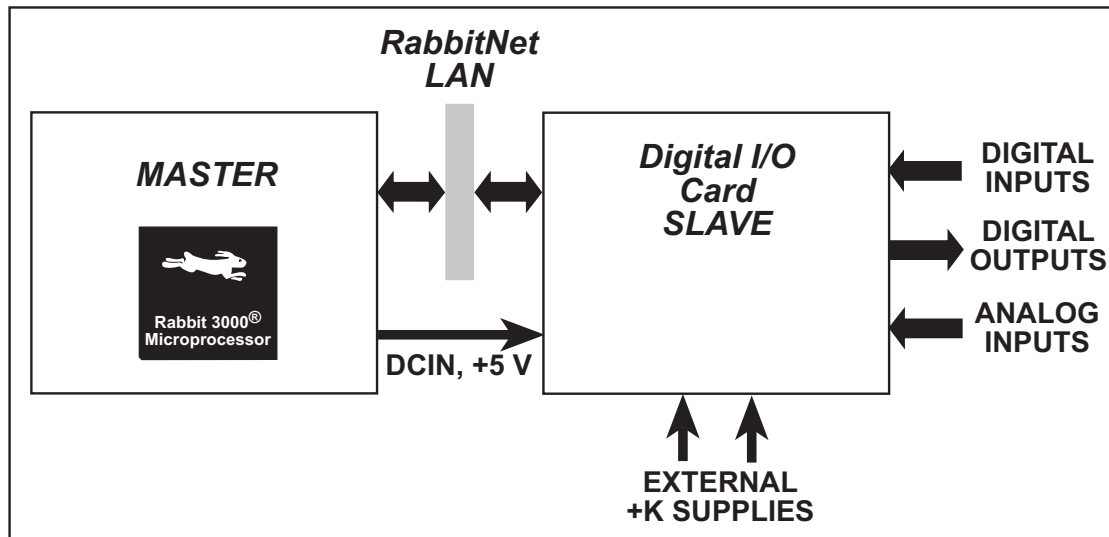 RabbitNet
LAN
MASTER
Rabbit 3000®
Microprocessor
DCIN, +5 V
Digital I/O
Card
SLAVE
DIGITAL
INPUTS
DIGITAL
OUTPUTS
ANALOG
INPUTS
EXTERNAL
+K SUPPLIES